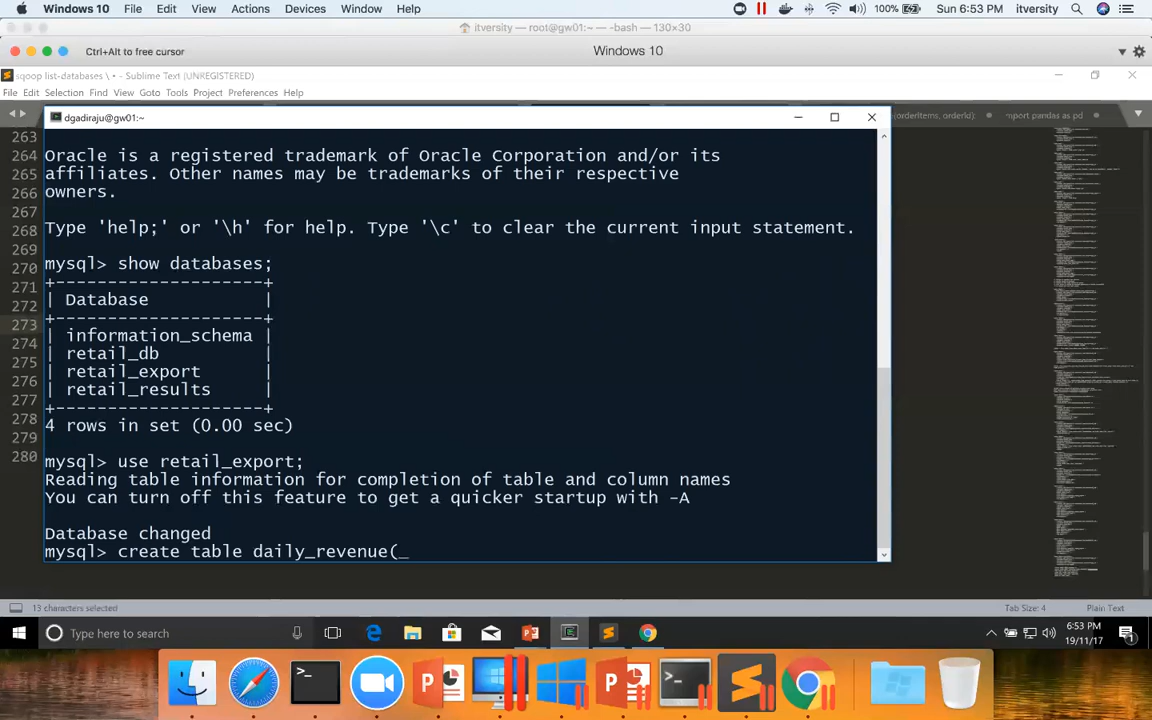 Windows 10 File Edit View Actions Devices Window Help 100% Sun 6:53 PM itversity
itversity — root@gw01:~ — -bash — 130×30
Ctrl+Alt to free cursor Windows 10
sqoop list-databases \ • - Sublime Text (UNREGISTERED)
File Edit Selection Find View Goto Tools Project Preferences Help
dgadiraju@gw01:~
(orderItems, orderId): import pandas as pd
263
264 Oracle is a registered trademark of Oracle Corporation and/or its
265 affiliates. Other names may be trademarks of their respective
266 owners.
267
268 Type 'help;' or '\h' for help. Type '\c' to clear the current input statement.
269
270 mysql> show databases;
271 +--------------------+
| Database |
272 +--------------------+
273 | information_schema |
274 | retail_db |
275 | retail_export |
276 | retail_results |
277 +--------------------+
278 4 rows in set (0.00 sec)
279
280 mysql> use retail_export;
Reading table information for completion of table and column names
You can turn off this feature to get a quicker startup with -A
Database changed
mysql> create table daily_revenue(_
13 characters selected Tab Size: 4 Plain Text
Type here to search 6:53 PM
19/11/17